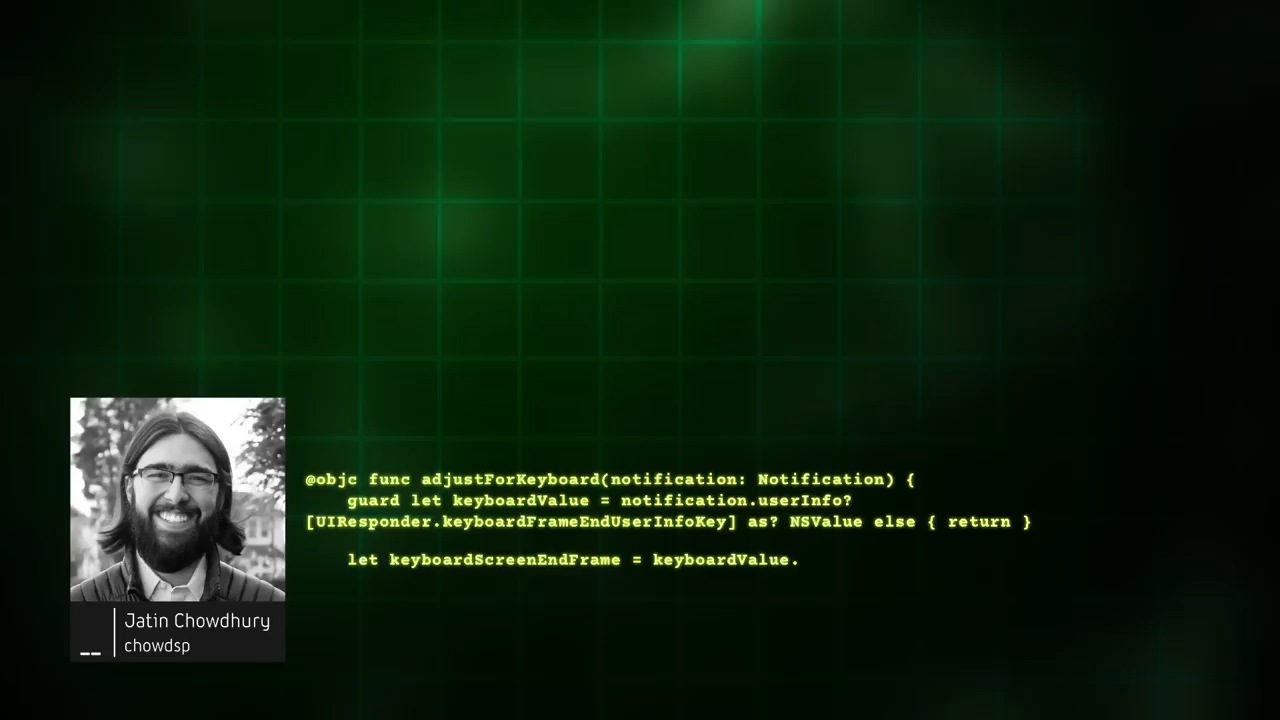 @objc func adjustForKeyboard(notification: Notification) {
    guard let keyboardValue = notification.userInfo?
[UIResponder.keyboardFrameEndUserInfoKey] as? NSValue else { return }
    let keyboardScreenEndFrame = keyboardValue.
Jatin Chowdhury
chowdsp